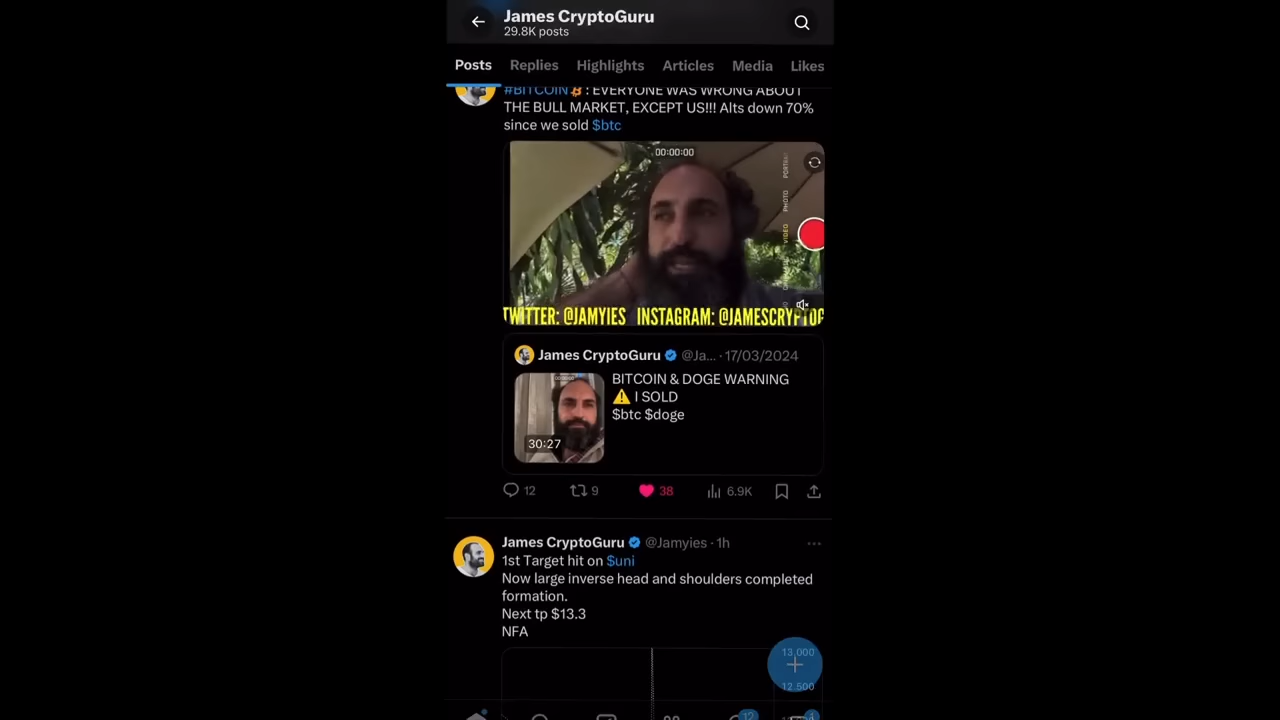 James CryptoGuru
29.8K posts
Posts Replies Highlights Articles Media Likes
#BITCOIN : EVERYONE WAS WRONG ABOUT
THE BULL MARKET, EXCEPT US!!! Alts down 70%
since we sold $btc
00:00:00
PORTRAIT
PHOTO
VIDEO
TWITTER: @JAMYIES INSTAGRAM: @JAMESCRYPTOG
James CryptoGuru @Ja... · 17/03/2024
BITCOIN & DOGE WARNING
⚠️ I SOLD
$btc $doge
30:27
12 9 38 6.9K
James CryptoGuru @Jamyies · 1h
1st Target hit on $uni
Now large inverse head and shoulders completed
formation.
Next tp $13.3
NFA
13.000
12.500
12